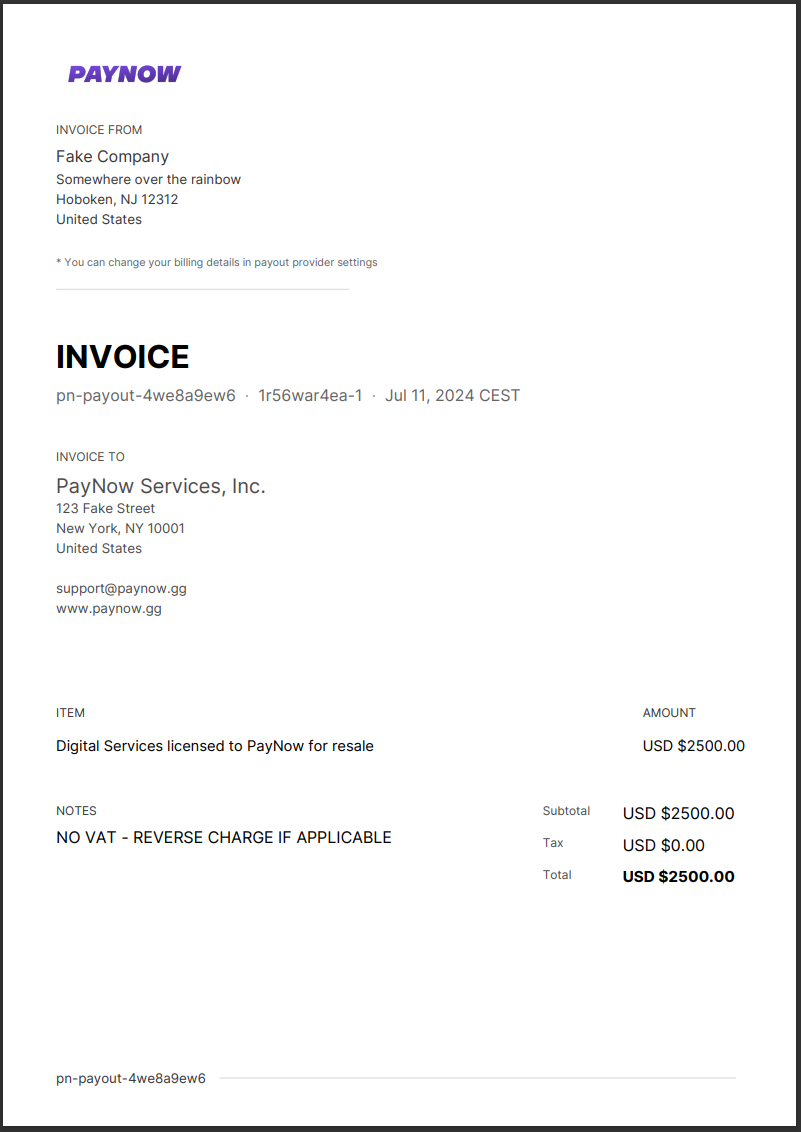 PAYNOW
INVOICE FROM
Fake Company
Somewhere over the rainbow
Hoboken, NJ 12312
United States
* You can change your billing details in payout provider settings
INVOICE
pn-payout-4we8a9ew6 · 1r56war4ea-1 · Jul 11, 2024 CEST
INVOICE TO
PayNow Services, Inc.
123 Fake Street
New York, NY 10001
United States
support@paynow.gg
www.paynow.gg
ITEM AMOUNT
Digital Services licensed to PayNow for resale USD $2500.00
NOTES Subtotal USD $2500.00
NO VAT - REVERSE CHARGE IF APPLICABLE
Tax USD $0.00
Total USD $2500.00
pn-payout-4we8a9ew6